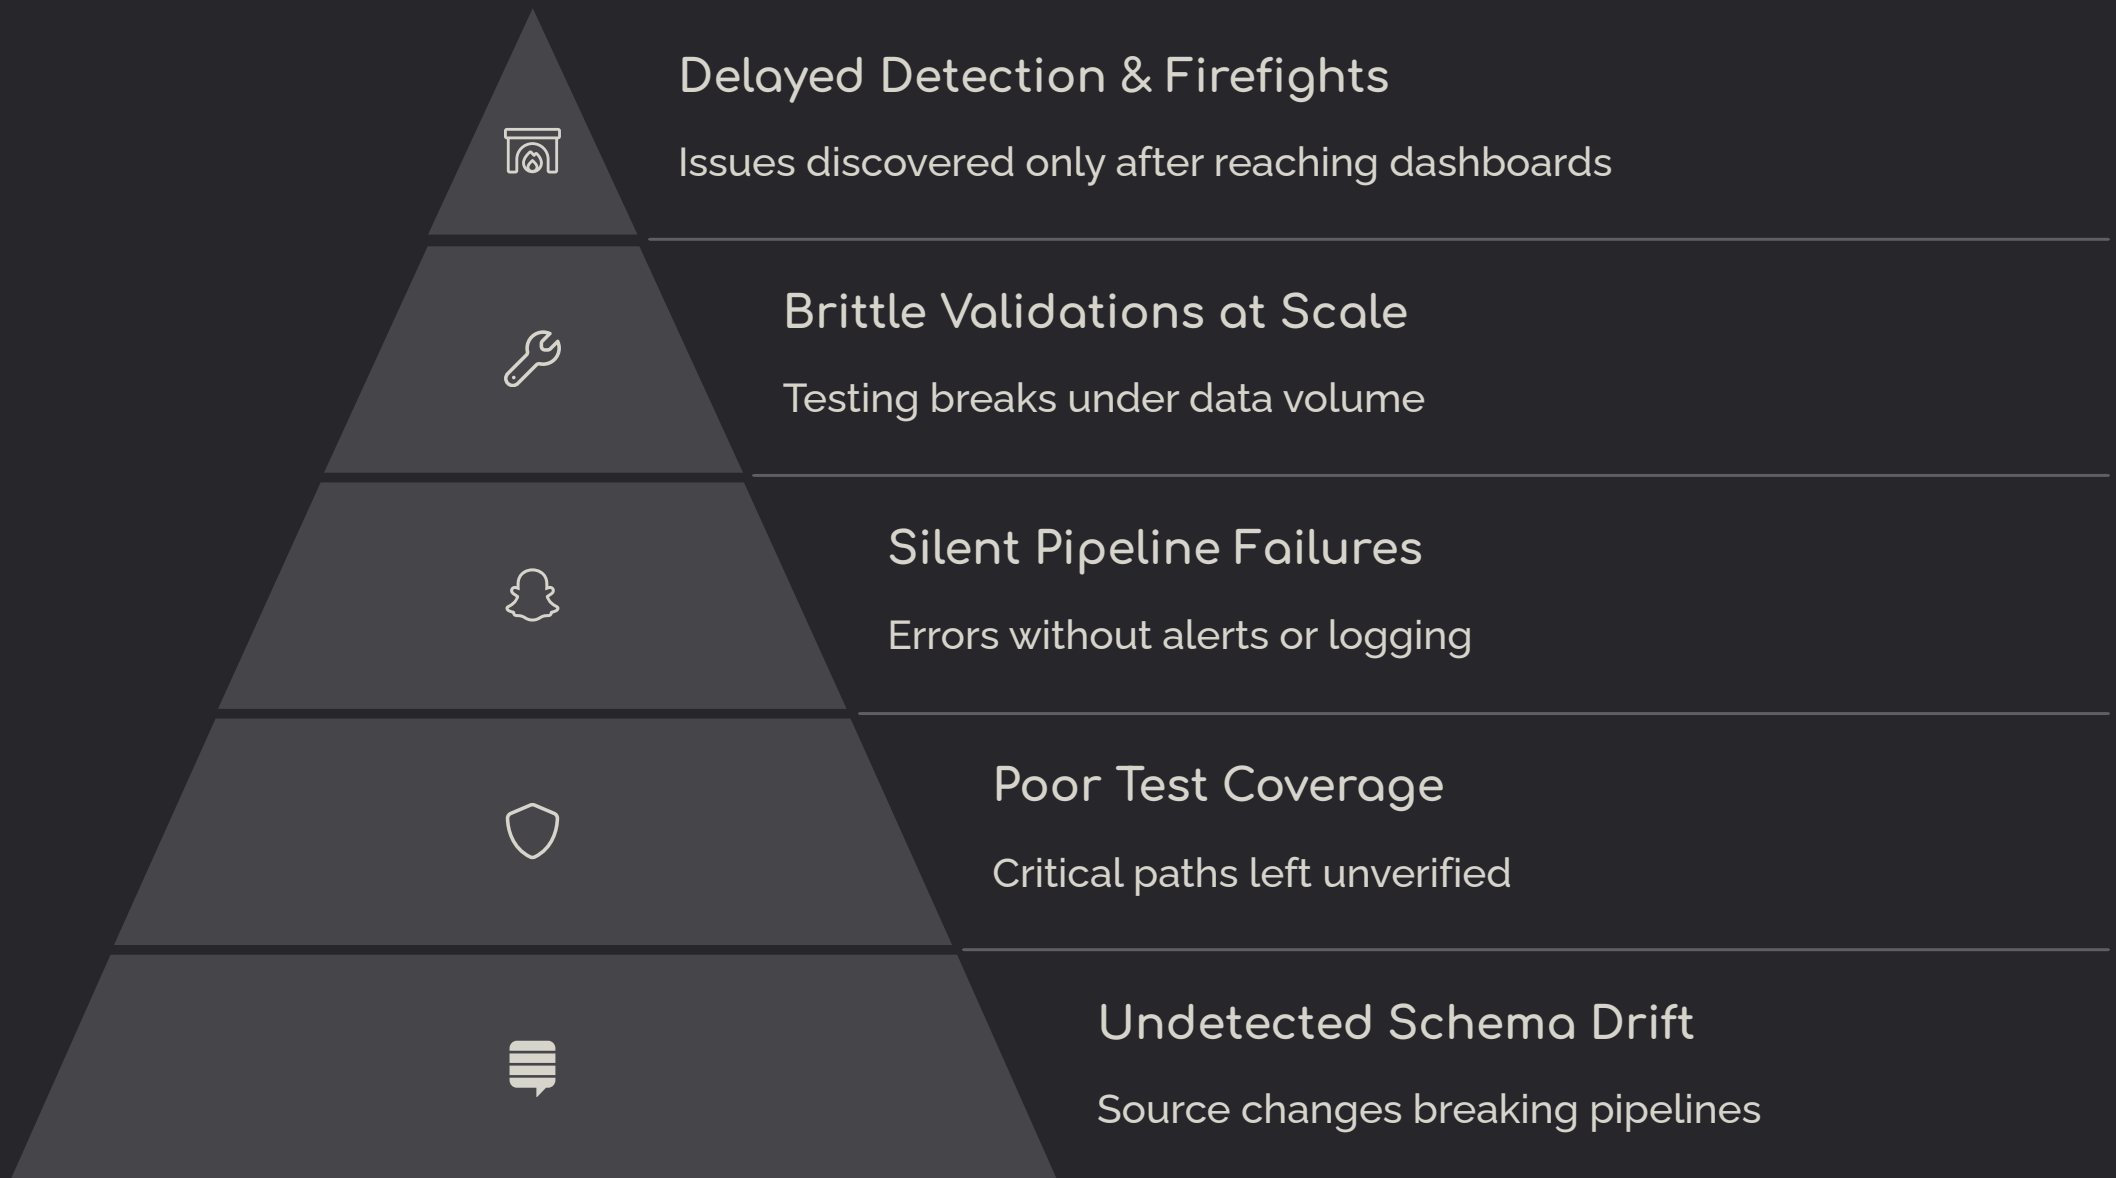 Delayed Detection & Firefights
Issues discovered only after reaching dashboards
Brittle Validations at Scale
Testing breaks under data volume
Silent Pipeline Failures
Errors without alerts or logging
Poor Test Coverage
Critical paths left unverified
Undetected Schema Drift
Source changes breaking pipelines